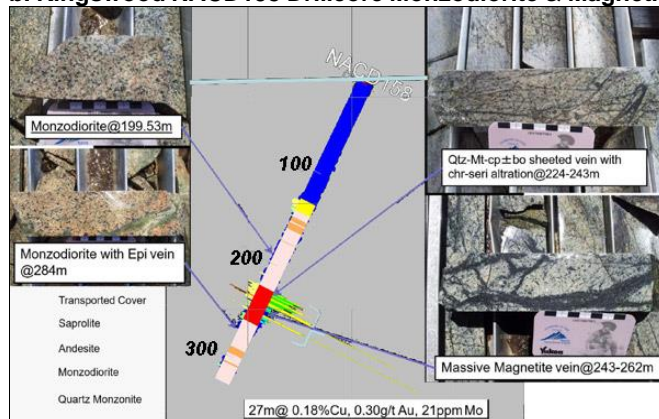 NACD158
Monzodiorite@199.53m
100
Qtz-Mt-cp±bo sheeted vein with
chr-seri altration@224-243m
Monzodiorite with Epi vein
@284m
200
Transported Cover
Saprolite
Andesite
Monzodiorite
Quartz Monzonite
300
Yukon
Massive Magnetite vein@243-262m
27m@ 0.18%Cu, 0.30g/t Au, 21ppm Mo